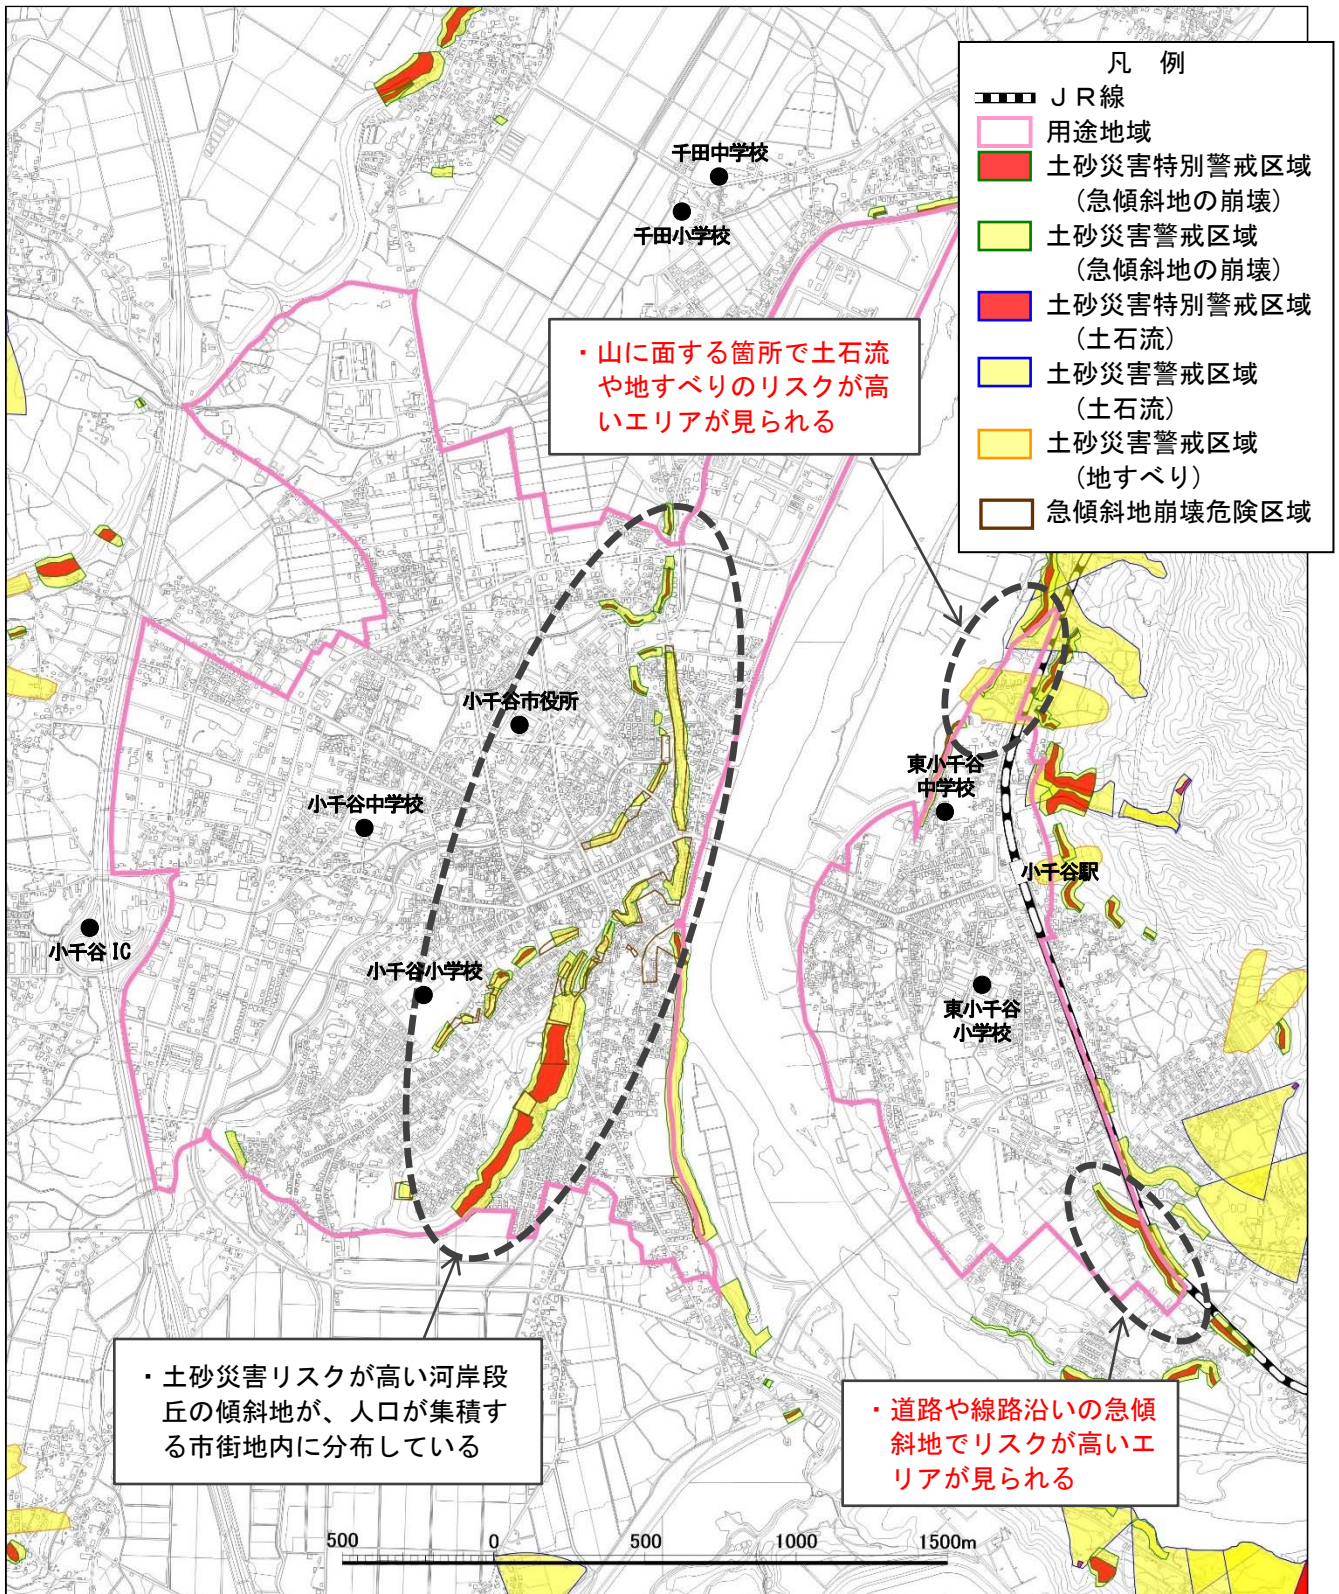 凡 例
ＪＲ線
用途地域
土砂災害特別警戒区域
(急傾斜地の崩壊)
土砂災害警戒区域
(急傾斜地の崩壊)
土砂災害特別警戒区域
(土石流)
土砂災害警戒区域
(土石流)
土砂災害警戒区域
(地すべり)
急傾斜地崩壊危険区域
千田中学校
千田小学校
・山に面する箇所で土石流
や地すべりのリスクが高
いエリアが見られる
小千谷市役所
東小千谷
中学校
小千谷中学校
小千谷駅
小千谷 IC
小千谷小学校
東小千谷
小学校
・土砂災害リスクが高い河岸段
丘の傾斜地が、人口が集積す
る市街地内に分布している
・道路や線路沿いの急傾
斜地でリスクが高いエ
リアが見られる
500 0 500 1000 1500m